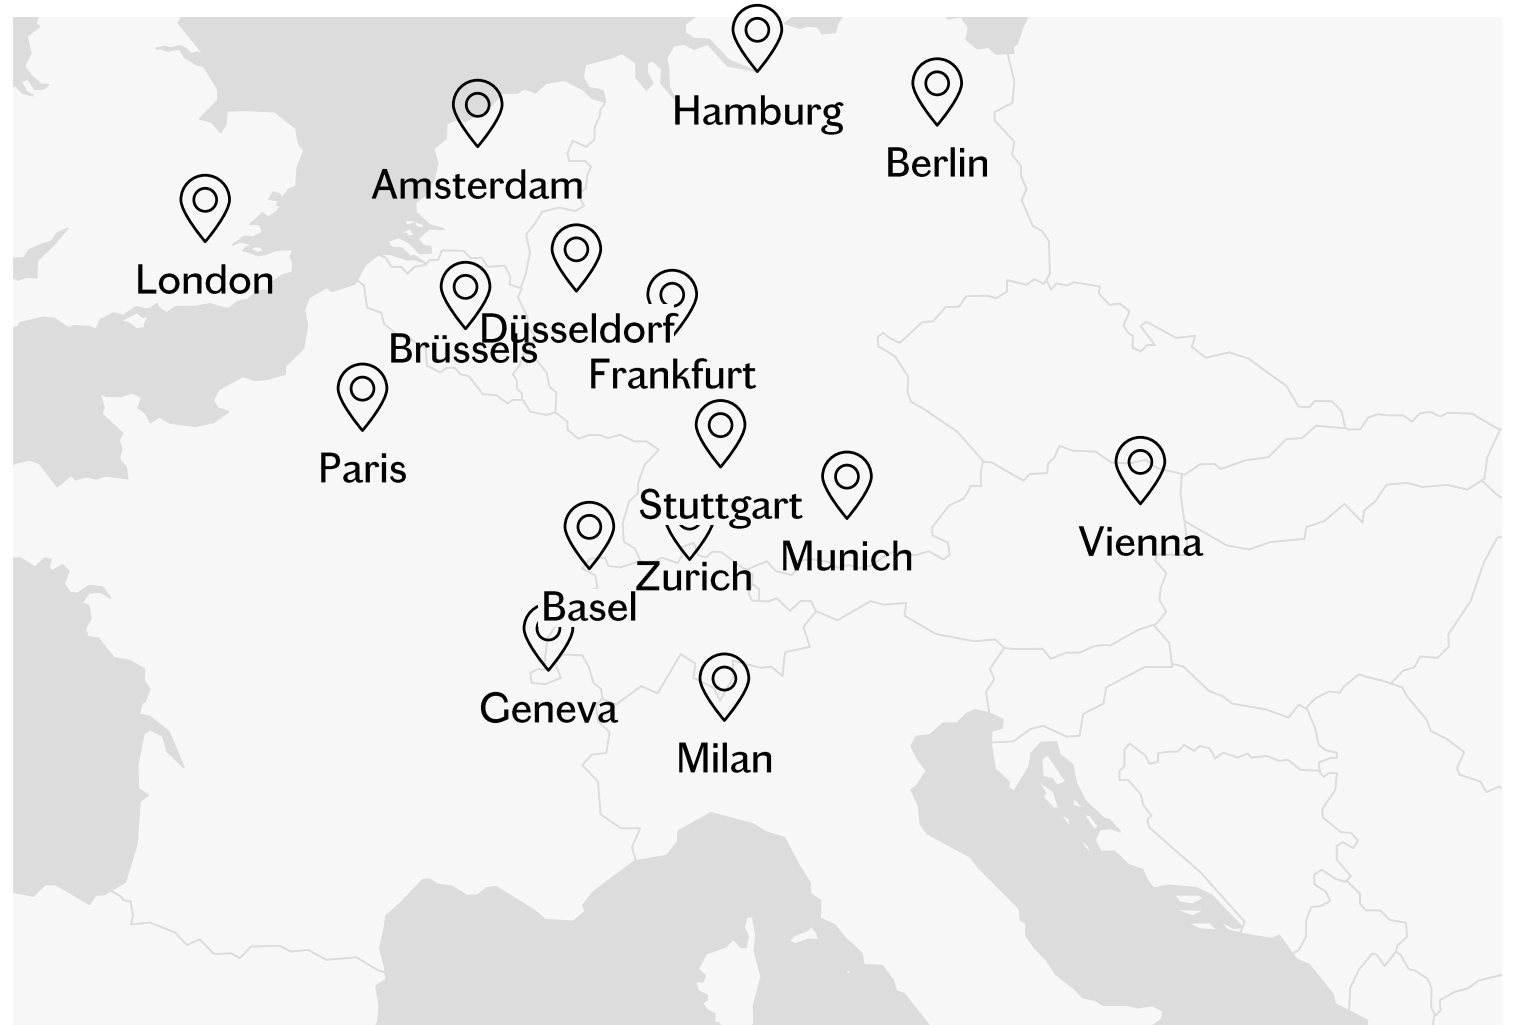 Hamburg
Berlin
Amsterdam
London
Düsseldorf
Brüssels
Frankfurt
Paris
Stuttgart
Vienna
Munich
Zurich
Basel
Geneva
Milan